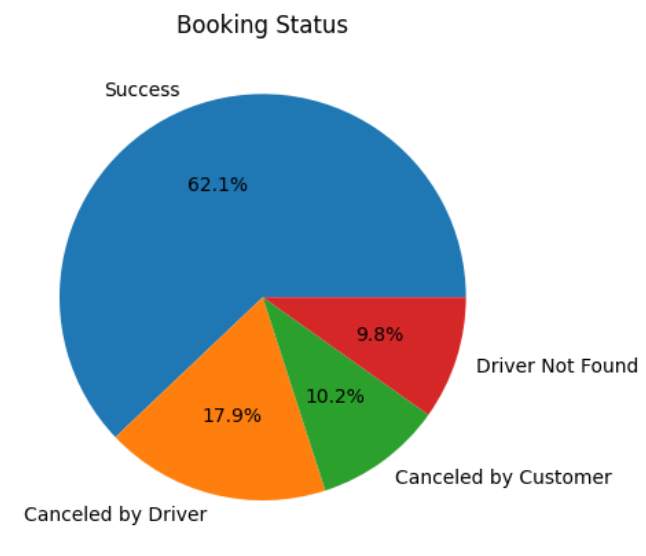 Booking Status
Success
62.1%
9.8%
Driver Not Found
10.2%
17.9%
Canceled by Customer
Canceled by Driver